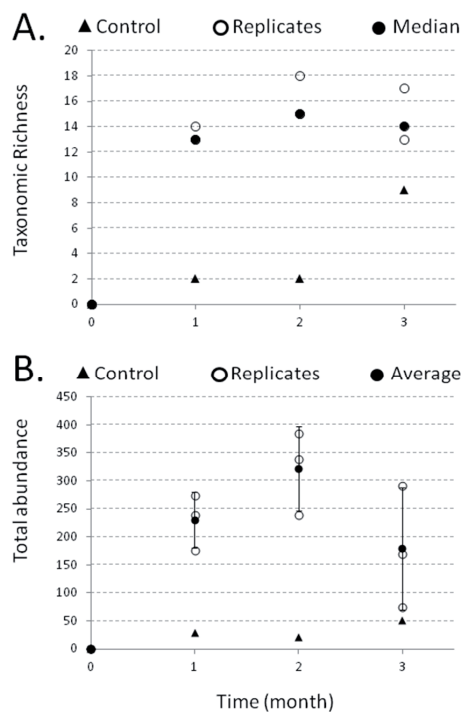 A.
▲ Control ○ Replicates ● Median
Taxonomic Richness
20
18
16
14
12
10
8
6
4
2
0
0 1 2 3
B.
▲ Control ○ Replicates ● Average
Total abundance
450
400
350
300
250
200
150
100
50
0
0 1 2 3
Time (month)